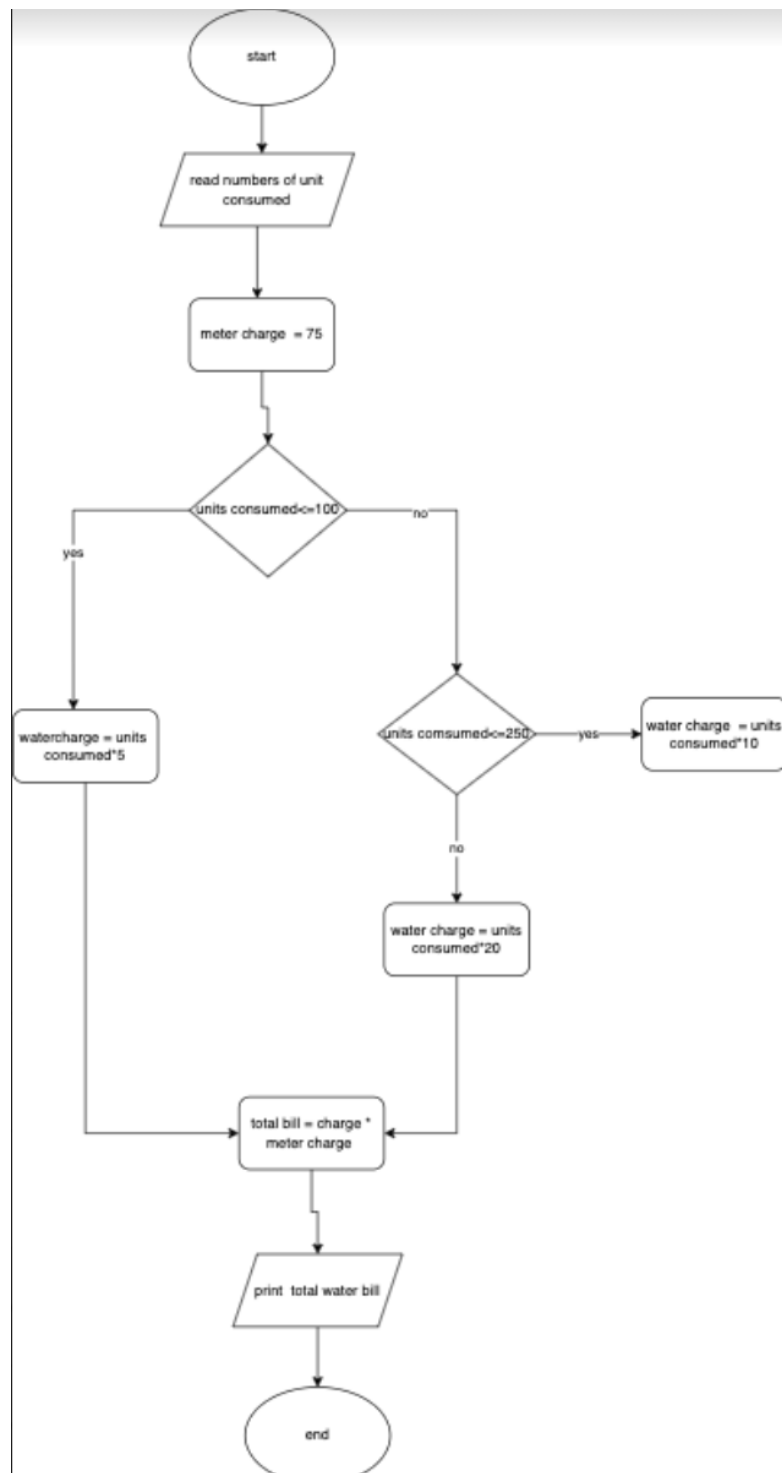 start
read numbers of unit
consumed
meter charge  = 75
units consumed<=100
no
yes
watercharge = units
consumed*5
units comsumed<=250
yes
water charge  = units
consumed*10
no
water charge = units
consumed*20
total bill = charge *
meter charge
print  total water bill
end